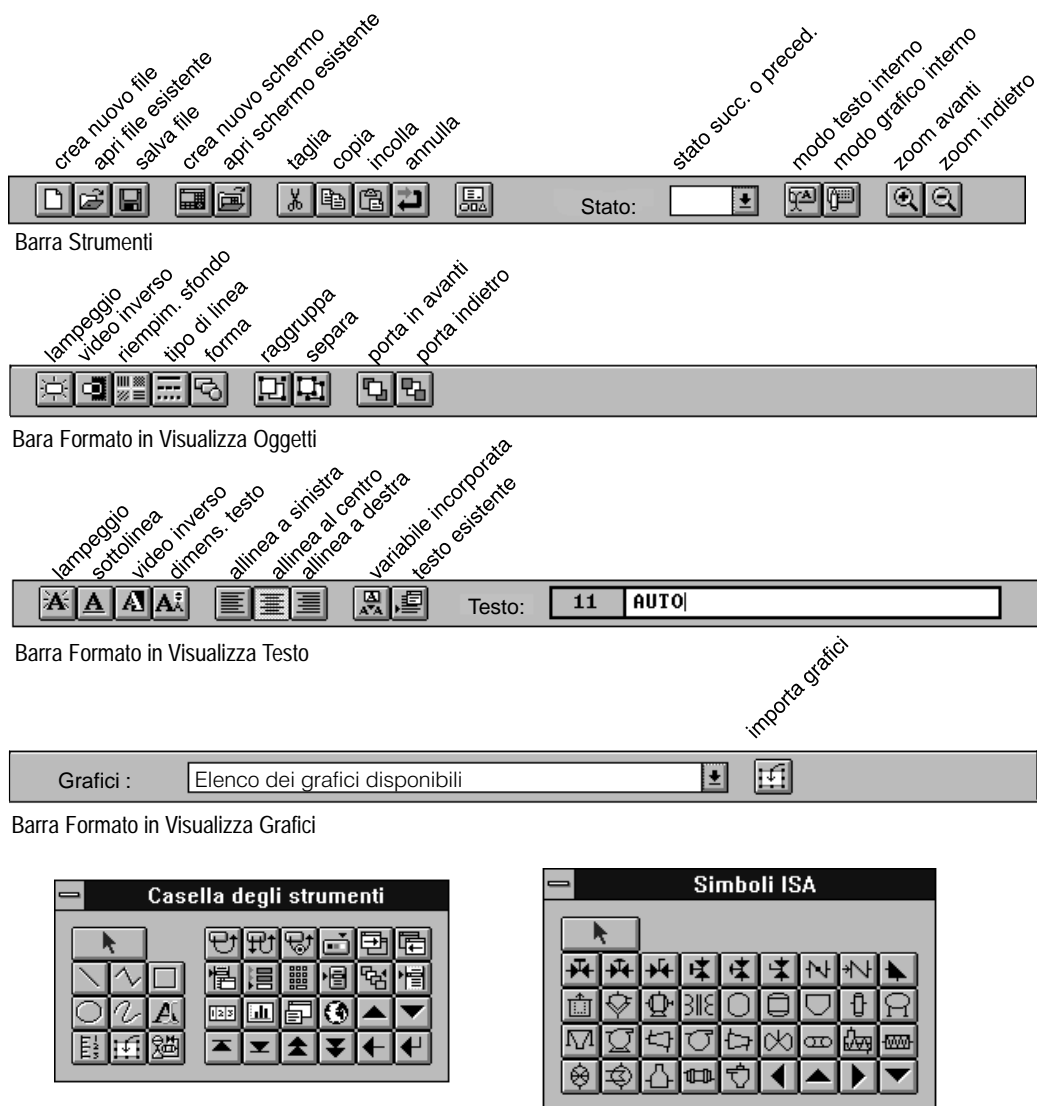 crea nuovo file
apri file esistente
salva file
crea nuovo schermo
apri schermo esistente
taglia
copia
incolla
annulla
stato succ. o preced.
modo testo interno
modo grafico interno
zoom avanti
zoom indietro
Stato:
Barra Strumenti
lampeggio
video inverso
riempim. sfondo
tipo di linea
forma
raggruppa
separa
porta in avanti
porta indietro
Bara Formato in Visualizza Oggetti
lampeggio
sottolinea
video inverso
dimens. testo
allinea a sinistra
allinea al centro
allinea a destra
variabile incorporata
testo esistente
Testo: 11 AUTO
Barra Formato in Visualizza Testo
importa grafici
Grafici : Elenco dei grafici disponibili
Barra Formato in Visualizza Grafici
Casella degli strumenti
Simboli ISA